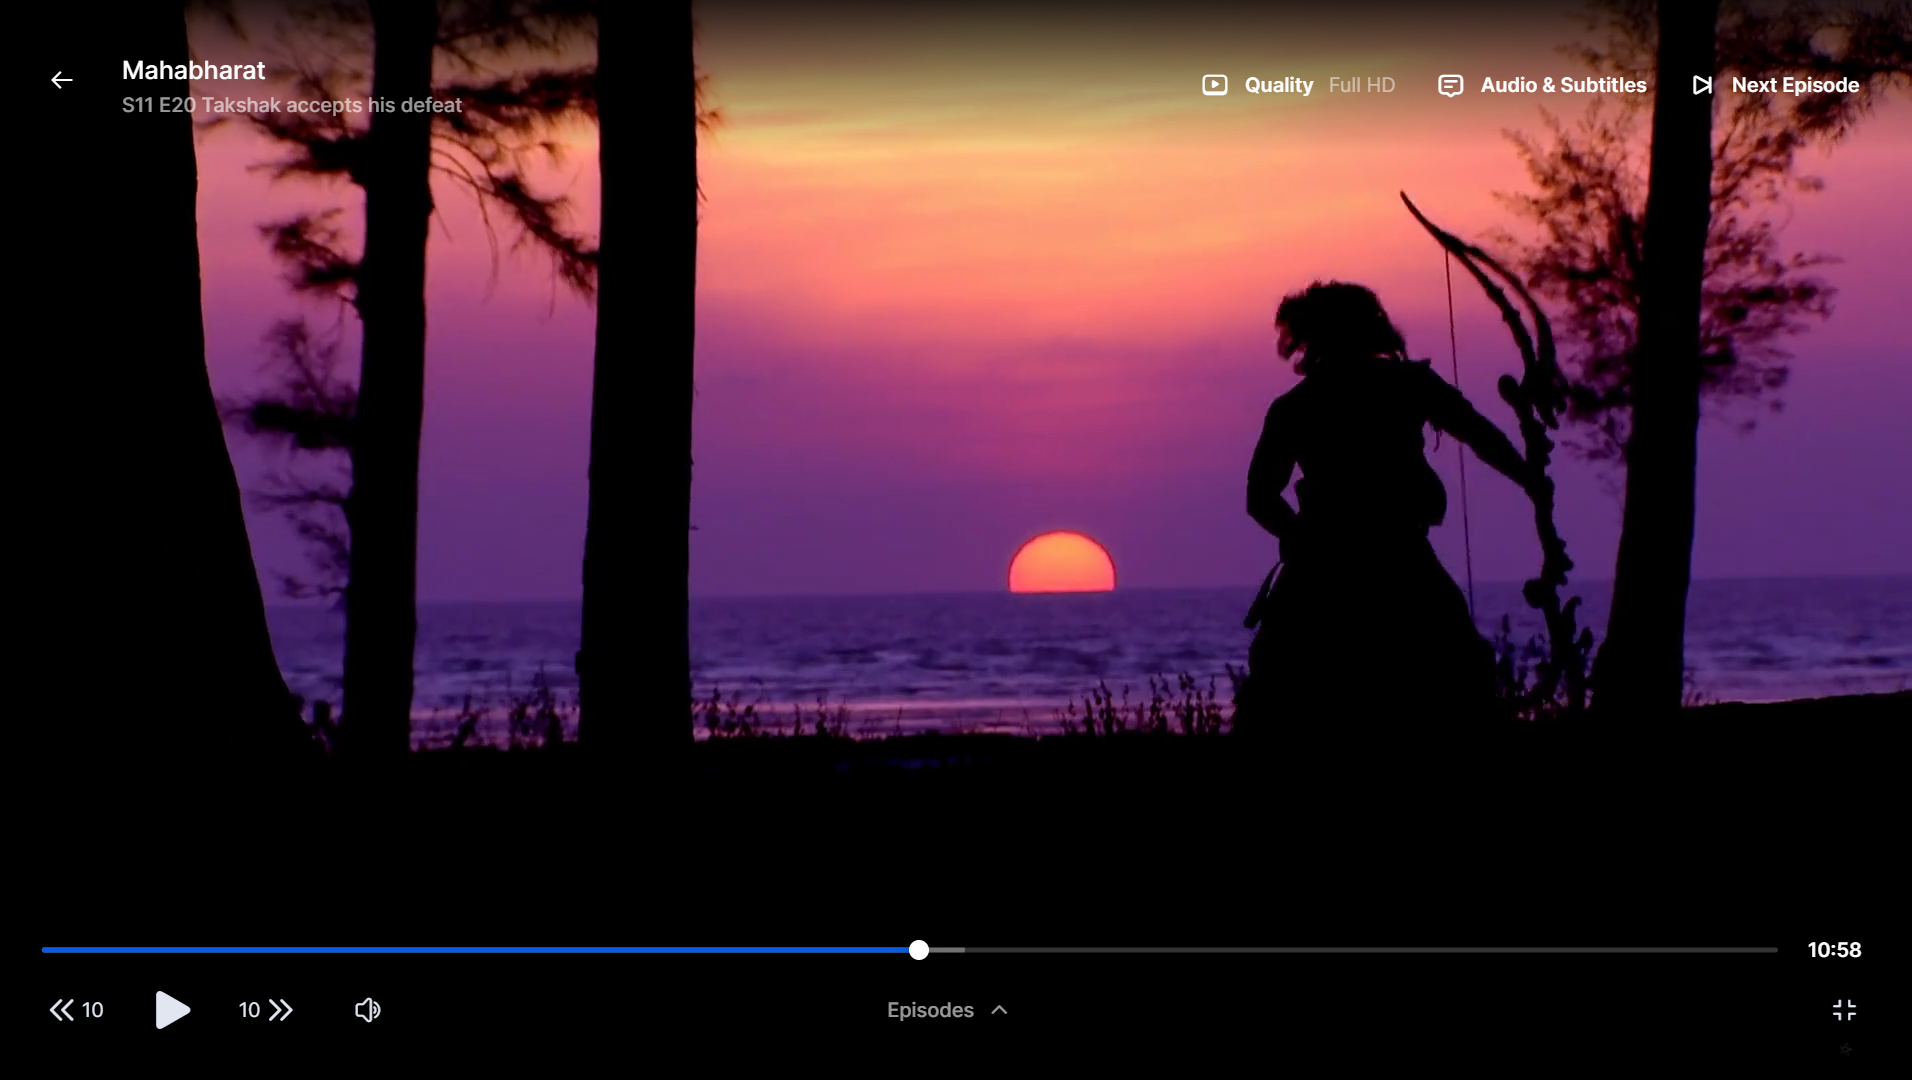 Mahabharat
S11 E20 Takshak accepts his defeat
Quality Full HD
Audio & Subtitles
Next Episode
10:58
10
10
Episodes